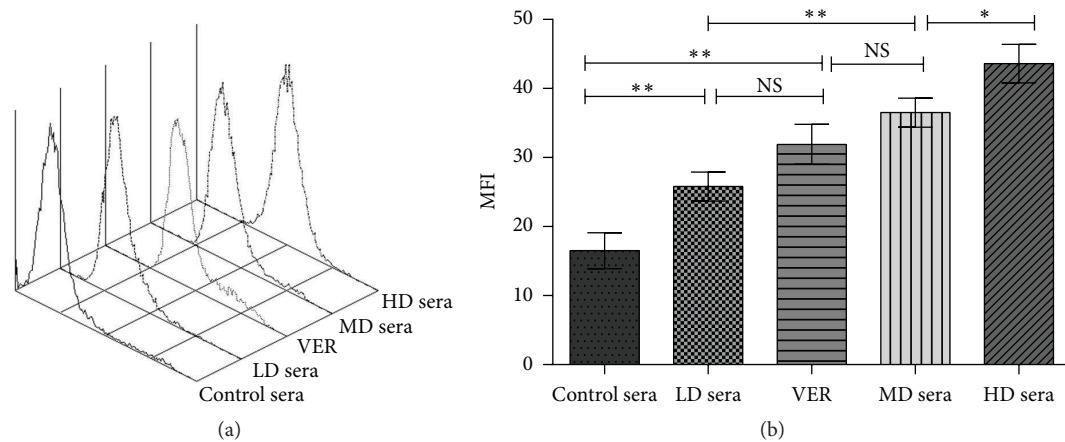 HD sera
MD sera
VER
LD sera
Control sera
(a)
50
40
30
20
10
0
MFI
**
*
**
NS
**
NS
Control sera
LD sera
VER
MD sera
HD sera
(b)